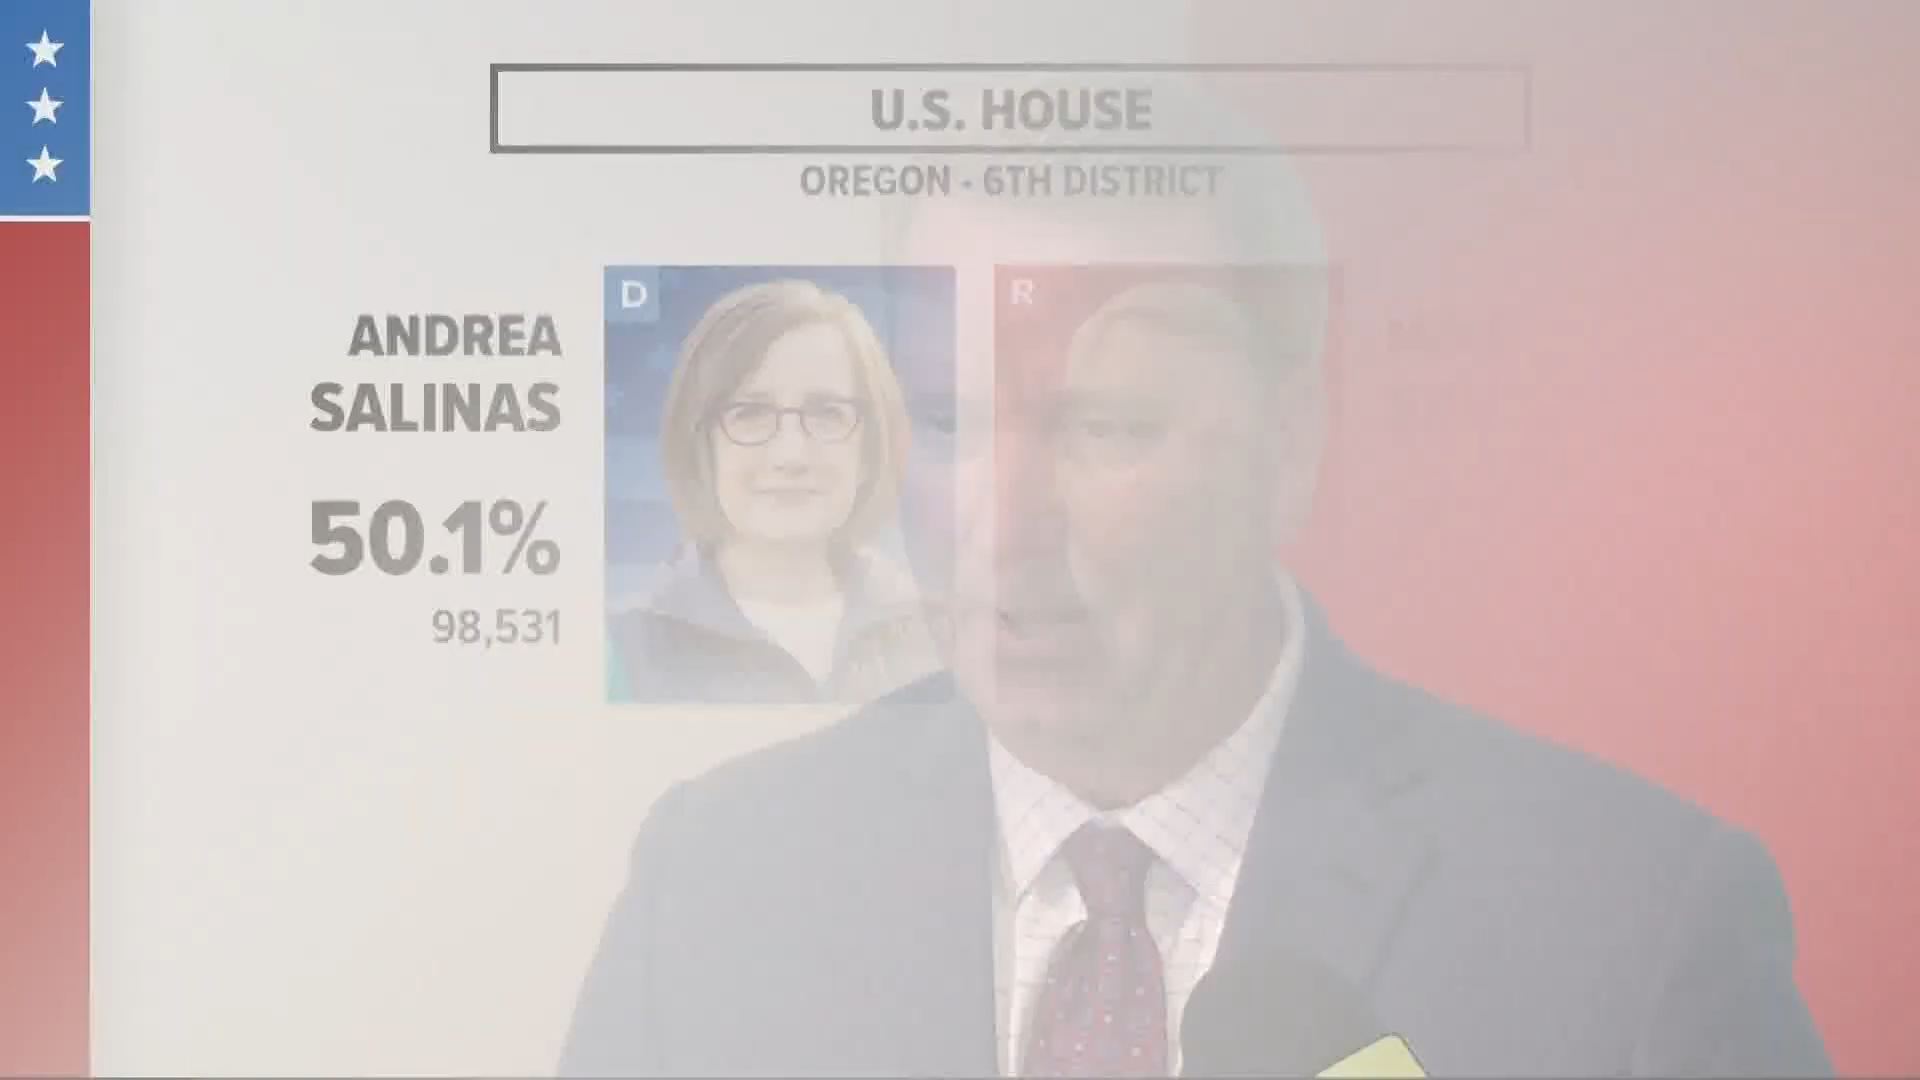 U.S. HOUSE
OREGON - 6TH DISTRICT
D
R
ANDREA
SALINAS
50.1%
98,531